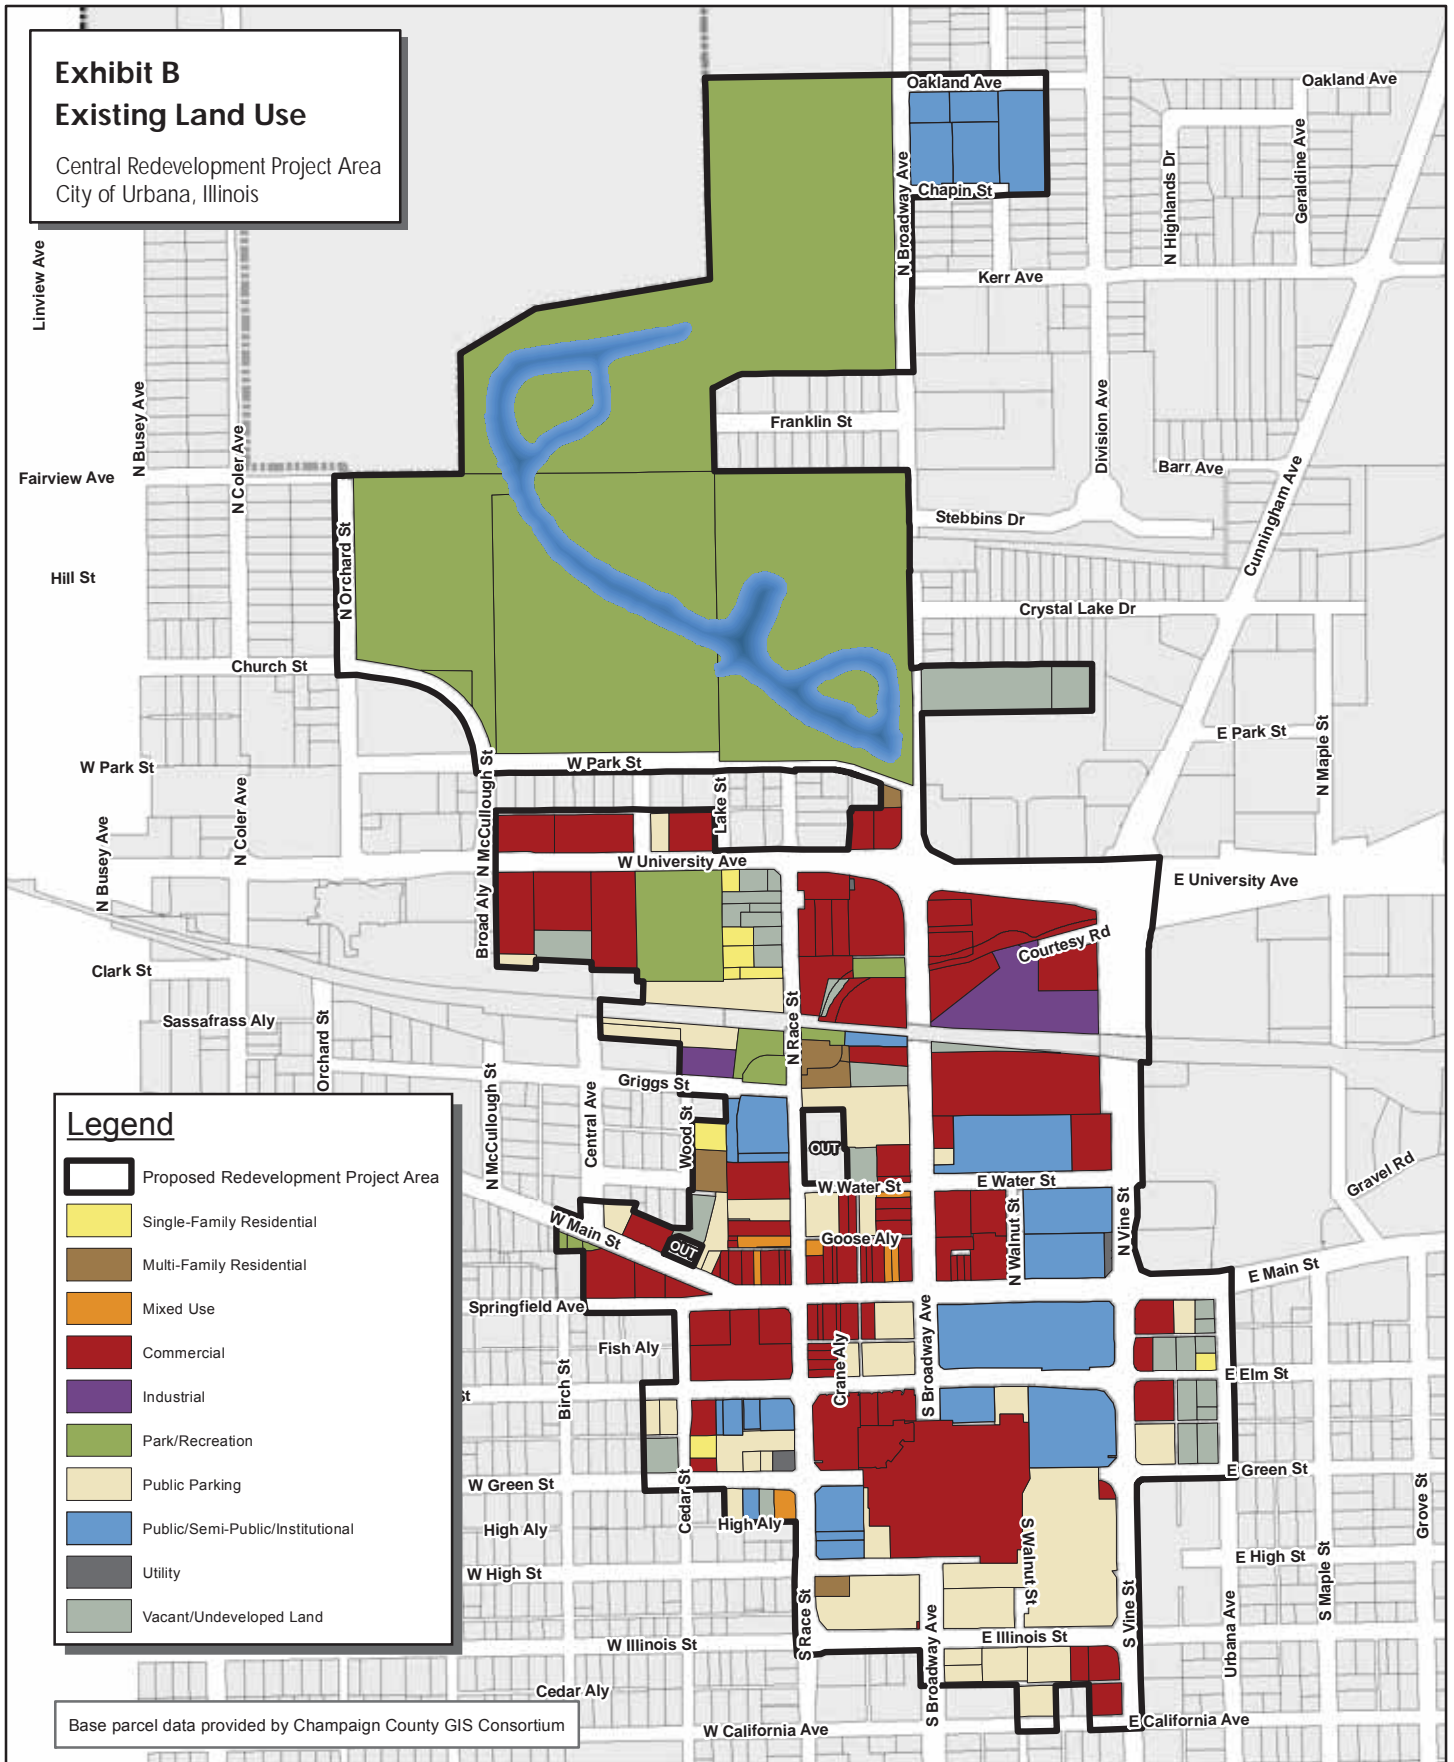 Exhibit B
Existing Land Use
Central Redevelopment Project Area
City of Urbana, Illinois
Oakland Ave
Oakland Ave
Chapin St
N Broadway Ave
N Highlands Dr
Geraldine Ave
Kerr Ave
Linview Ave
N Busey Ave
N Coler Ave
Franklin St
Division Ave
Barr Ave
Cunningham Ave
Fairview Ave
Stebbins Dr
N Orchard St
Hill St
Crystal Lake Dr
Church St
E Park St
N Maple St
W Park St
W Park St
N McCullough St
Lake St
N Coler Ave
N Busey Ave
W University Ave
E University Ave
Broad Aly
Courtesy Rd
Clark St
Sassafrass Aly
Orchard St
N Race St
Griggs St
N McCullough St
Central Ave
Wood St
OUT
W Water St
E Water St
Gravel Rd
W Main St
OUT
Goose Aly
N Walnut St
N Vine St
E Main St
Springfield Ave
Fish Aly
Crane Aly
S Broadway Ave
E Elm St
Birch St
St
W Green St
Cedar St
E Green St
High Aly
High Aly
S Walnut St
Grove St
W High St
E High St
S Maple St
S Race St
S Vine St
Urbana Ave
W Illinois St
E Illinois St
S Broadway Ave
Cedar Aly
W California Ave
E California Ave
Legend
Proposed Redevelopment Project Area
Single-Family Residential
Multi-Family Residential
Mixed Use
Commercial
Industrial
Park/Recreation
Public Parking
Public/Semi-Public/Institutional
Utility
Vacant/Undeveloped Land
Base parcel data provided by Champaign County GIS Consortium